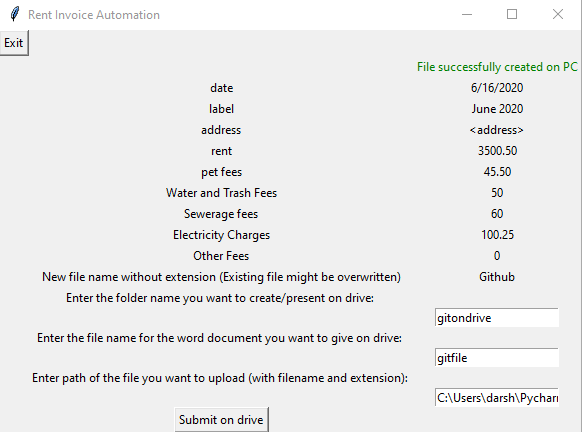 Rent Invoice Automation
Exit
File successfully created on PC
date 6/16/2020
label June 2020
address <address>
rent 3500.50
pet fees 45.50
Water and Trash Fees 50
Sewerage fees 60
Electricity Charges 100.25
Other Fees 0
New file name without extension (Existing file might be overwritten) Github
Enter the folder name you want to create/present on drive:
gitondrive
Enter the file name for the word document you want to give on drive:
gitfile
Enter path of the file you want to upload (with filename and extension):
C:\Users\darsh\Pychar
Submit on drive